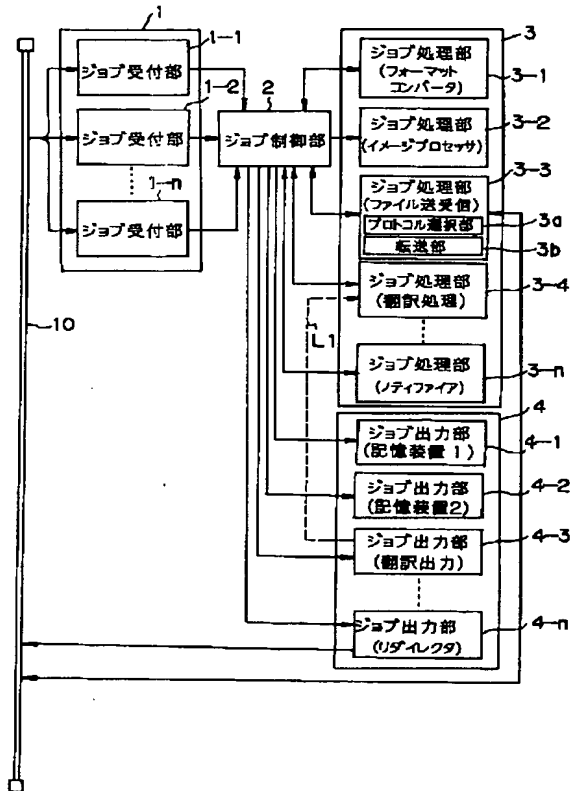 1
1-1
ジョブ受付部
1-2
ジョブ受付部
1-n
ジョブ受付部
2
ジョブ制御部
10
L1
3
ジョブ処理部
(フォーマット
コンバータ)
3-1
ジョブ処理部
(イメージプロセッサ)
3-2
3-3
ジョブ処理部
(ファイル送受信)
プロトコル選択部
3a
転送部
3b
ジョブ処理部
(翻訳処理)
3-4
ジョブ処理部
(ノティファイア)
3-n
4
ジョブ出力部
(記憶装置1)
4-1
ジョブ出力部
(記憶装置2)
4-2
ジョブ出力部
(翻訳出力)
4-3
ジョブ出力部
(リダイレクタ)
4-n